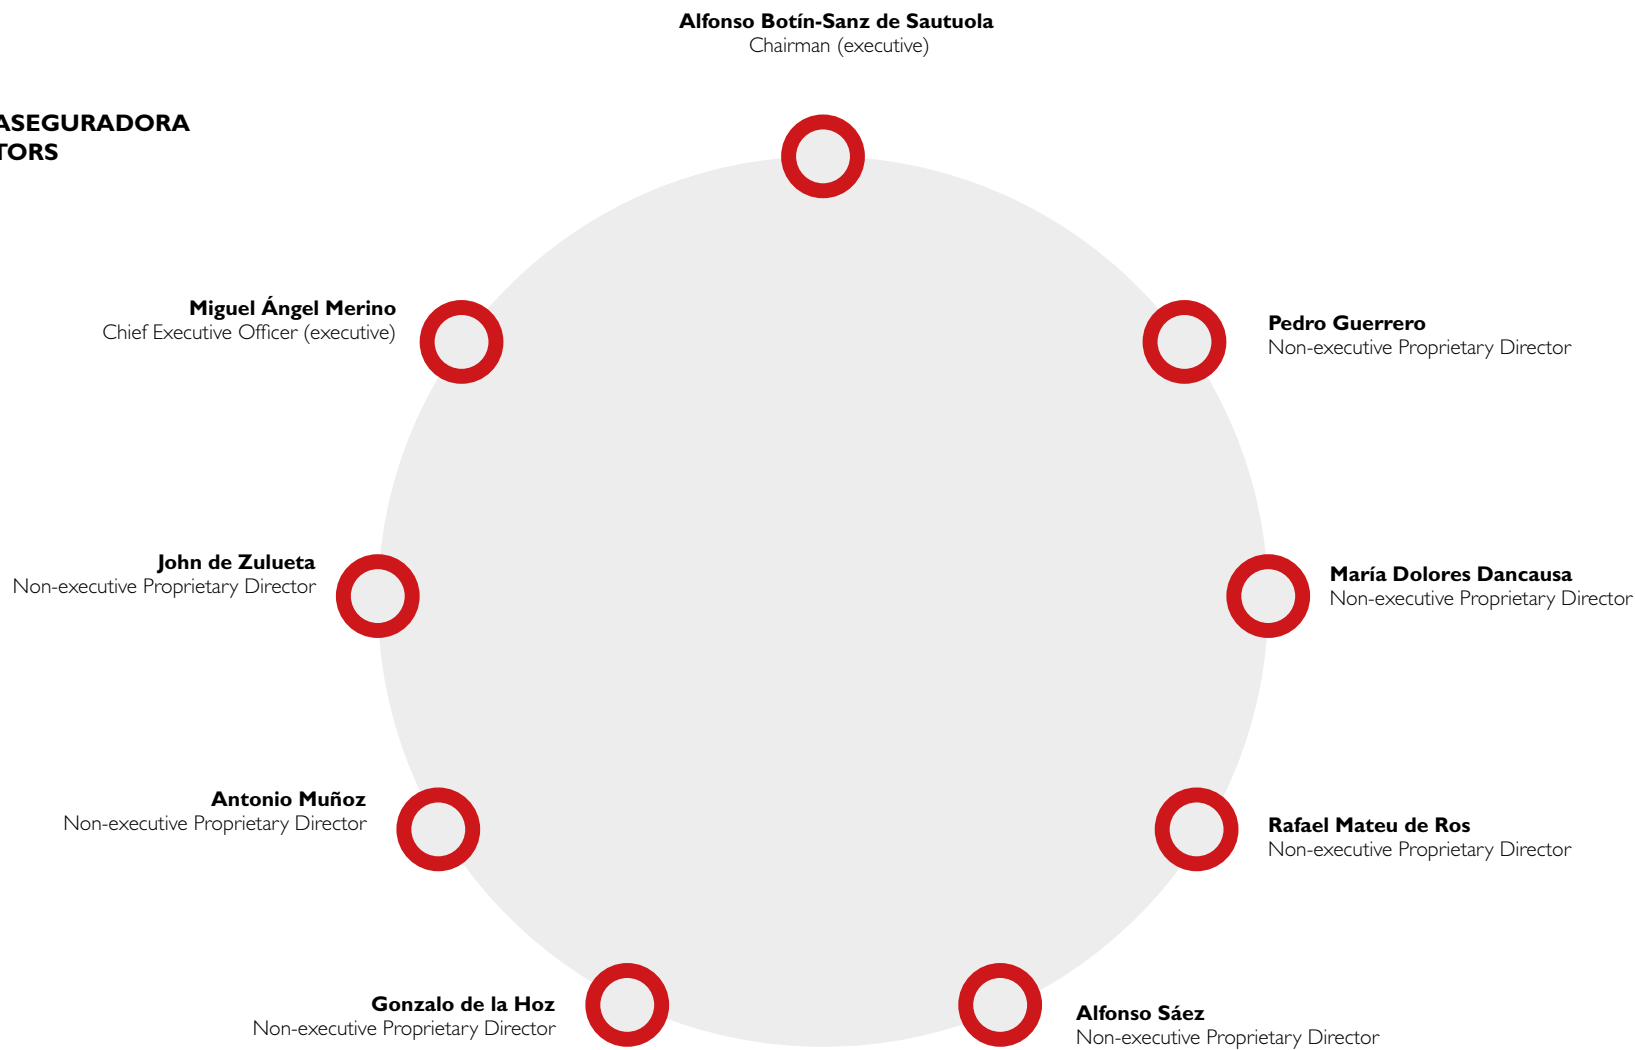 Alfonso Botín-Sanz de Sautuola
Chairman (executive)
ASEGURADORA
TORS
Miguel Ángel Merino
Chief Executive Officer (executive)
Pedro Guerrero
Non-executive Proprietary Director
John de Zulueta
Non-executive Proprietary Director
María Dolores Dancausa
Non-executive Proprietary Director
Antonio Muñoz
Non-executive Proprietary Director
Rafael Mateu de Ros
Non-executive Proprietary Director
Gonzalo de la Hoz
Non-executive Proprietary Director
Alfonso Sáez
Non-executive Proprietary Director